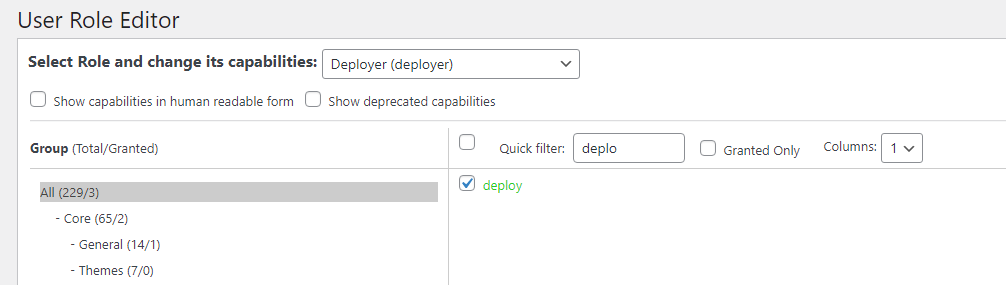 User Role Editor
Select Role and change its capabilities: Deployer (deployer)
Show capabilities in human readable form Show deprecated capabilities
Group (Total/Granted) Quick filter: deplo Granted Only Columns: 1
All (229/3) deploy
- Core (65/2)
- General (14/1)
- Themes (7/0)